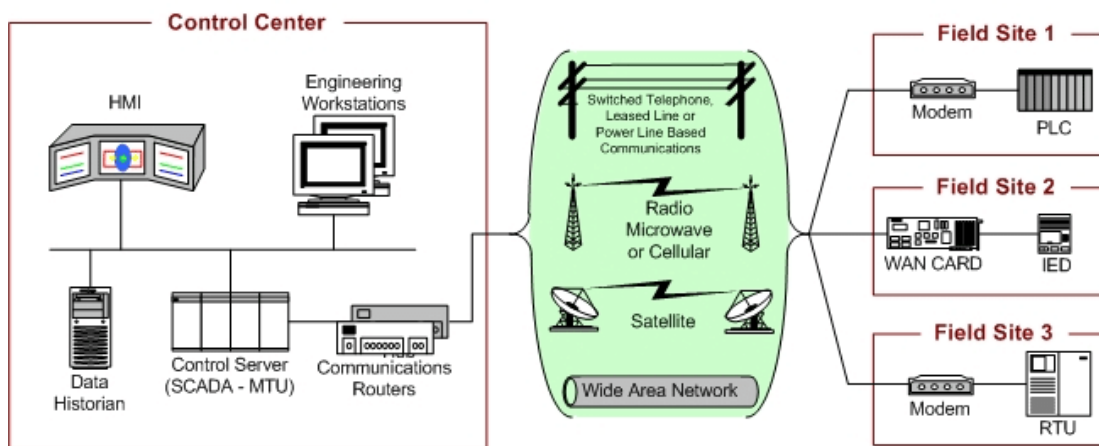 Control Center
HMI
Engineering
Workstations
Data
Historian
Control Server
(SCADA - MTU)
Communications
Routers
Switched Telephone,
Leased Line or
Power Line Based
Communications
Radio
Microwave
or Cellular
Satellite
Wide Area Network
Field Site 1
Modem
PLC
Field Site 2
WAN CARD
IED
Field Site 3
Modem
RTU